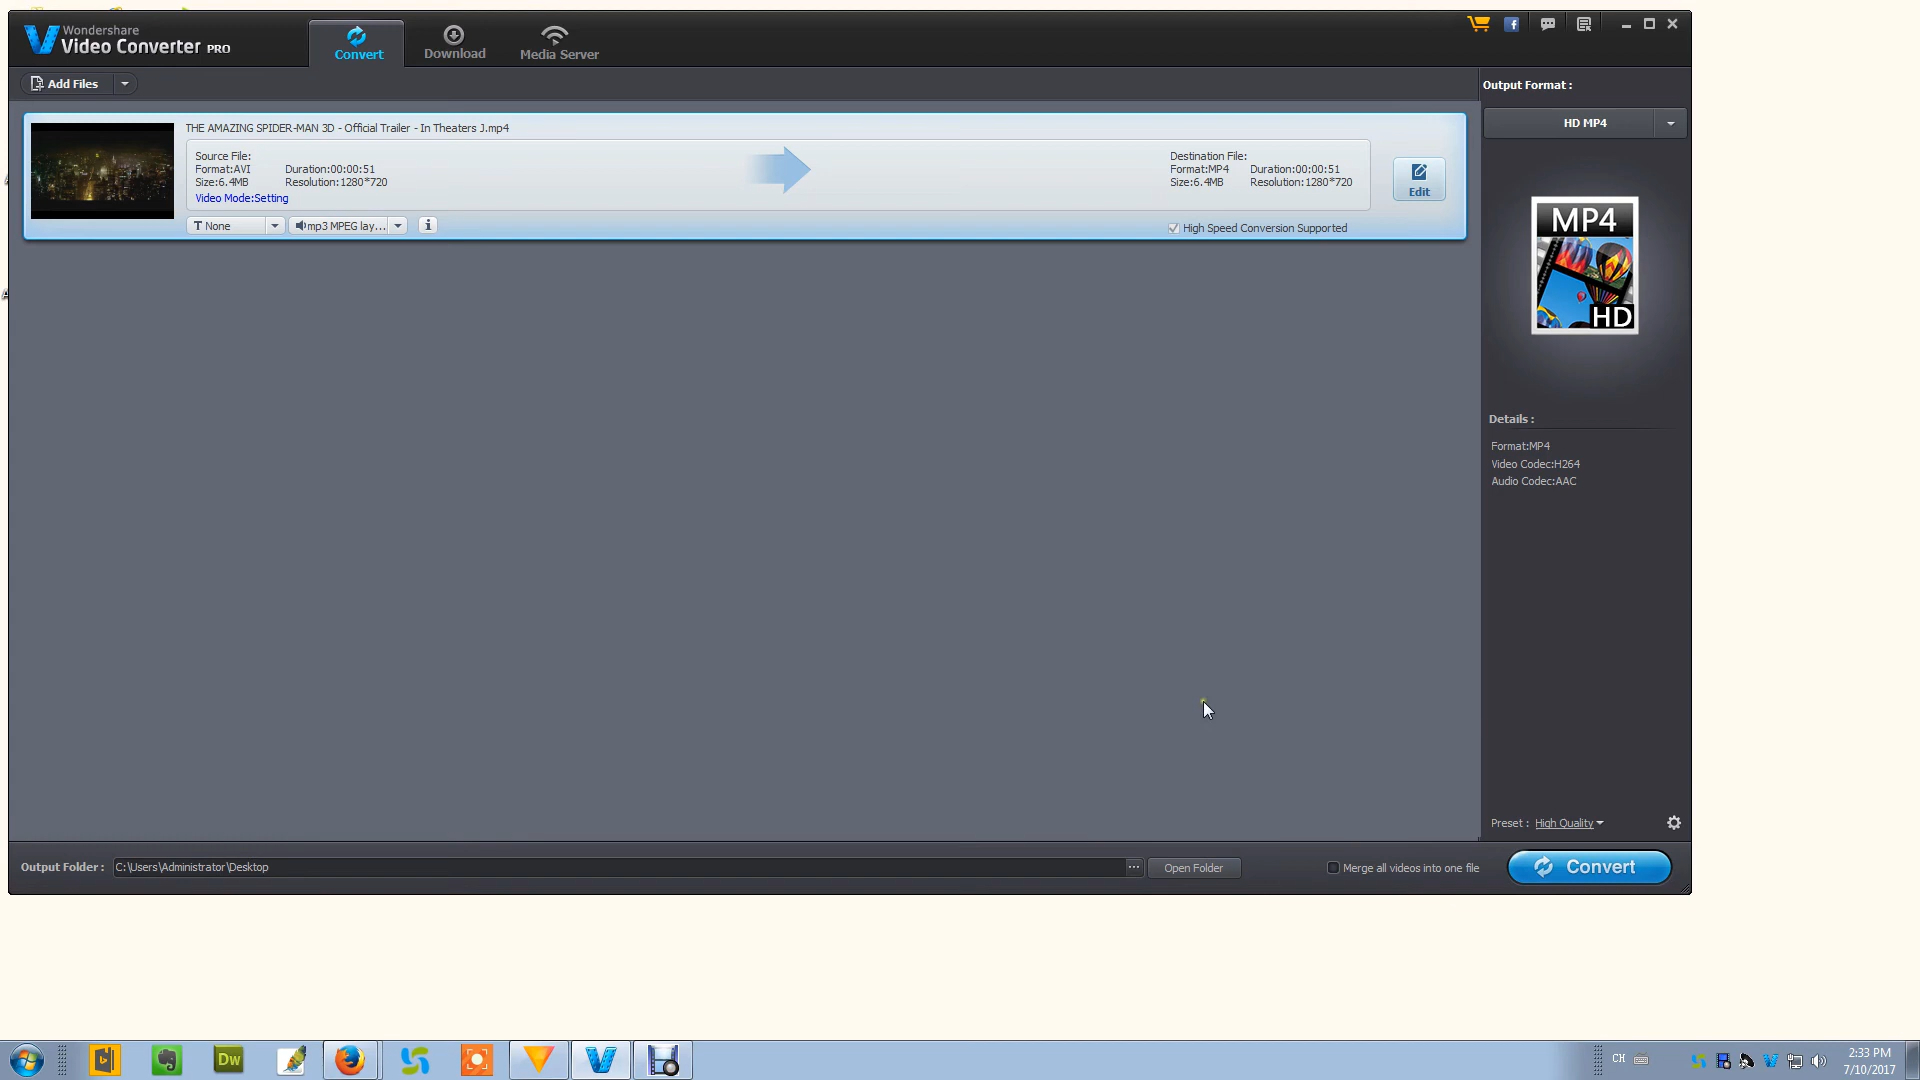 Wondershare
Video Converter PRO
Convert
Download
Media Server
Add Files
Output Format :
HD MP4
THE AMAZING SPIDER-MAN 3D - Official Trailer - In Theaters J.mp4
Source File:
Format:AVI Duration:00:00:51
Size:6.4MB Resolution:1280*720
Video Mode:Setting
Destination File:
Format:MP4 Duration:00:00:51
Size:6.4MB Resolution:1280*720
Edit
T None
mp3 MPEG lay...
High Speed Conversion Supported
MP4
HD
Details :
Format:MP4
Video Codec:H264
Audio Codec:AAC
Preset : High Quality
Output Folder : C:\Users\Administrator\Desktop
Open Folder
Merge all videos into one file
Convert
Dw
CH
2:33 PM
7/10/2017